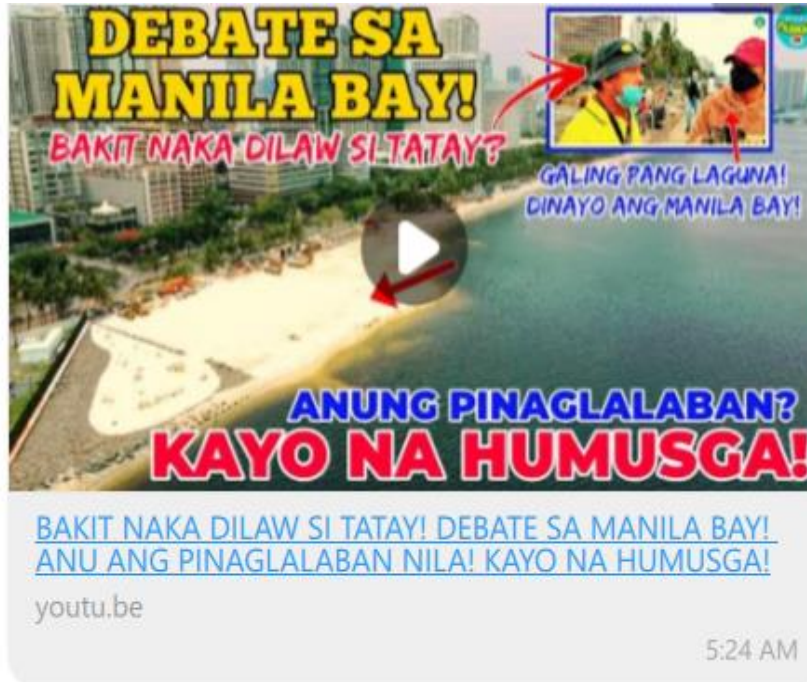 DEBATE SA
MANILA BAY!
BAKIT NAKA DILAW SI TATAY?
GALING PANG LAGUNA!
DINAYO ANG MANILA BAY!
ANUNG PINAGLALABAN?
KAYO NA HUMUSGA!
BAKIT NAKA DILAW SI TATAY! DEBATE SA MANILA BAY!
ANU ANG PINAGLALABAN NILA! KAYO NA HUMUSGA!
youtu.be
5:24 AM